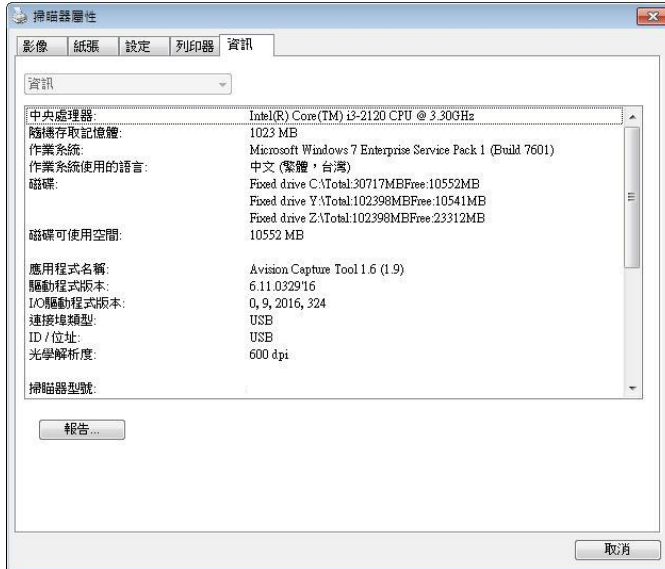 掃瞄器屬性
影像 紙張 設定 列印器 資訊
資訊
中央處理器: Intel(R) Core(TM) i3-2120 CPU @ 3.30GHz
隨機存取記憶體: 1023 MB
作業系統: Microsoft Windows 7 Enterprise Service Pack 1 (Build 7601)
作業系統使用的語言: 中文 (繁體，台灣)
磁碟: Fixed drive C:\Total:30717MBFree:10552MB
Fixed drive Y:\Total:102398MBFree:10541MB
Fixed drive Z:\Total:102398MBFree:23312MB
磁碟可使用空間: 10552 MB
應用程式名稱: Avision Capture Tool 1.6 (1.9)
驅動程式版本: 6.11.0329'16
I/O驅動程式版本: 0, 9, 2016, 324
連接埠類型: USB
ID / 位址: USB
光學解析度: 600 dpi
掃瞄器型號:
報告...
取消